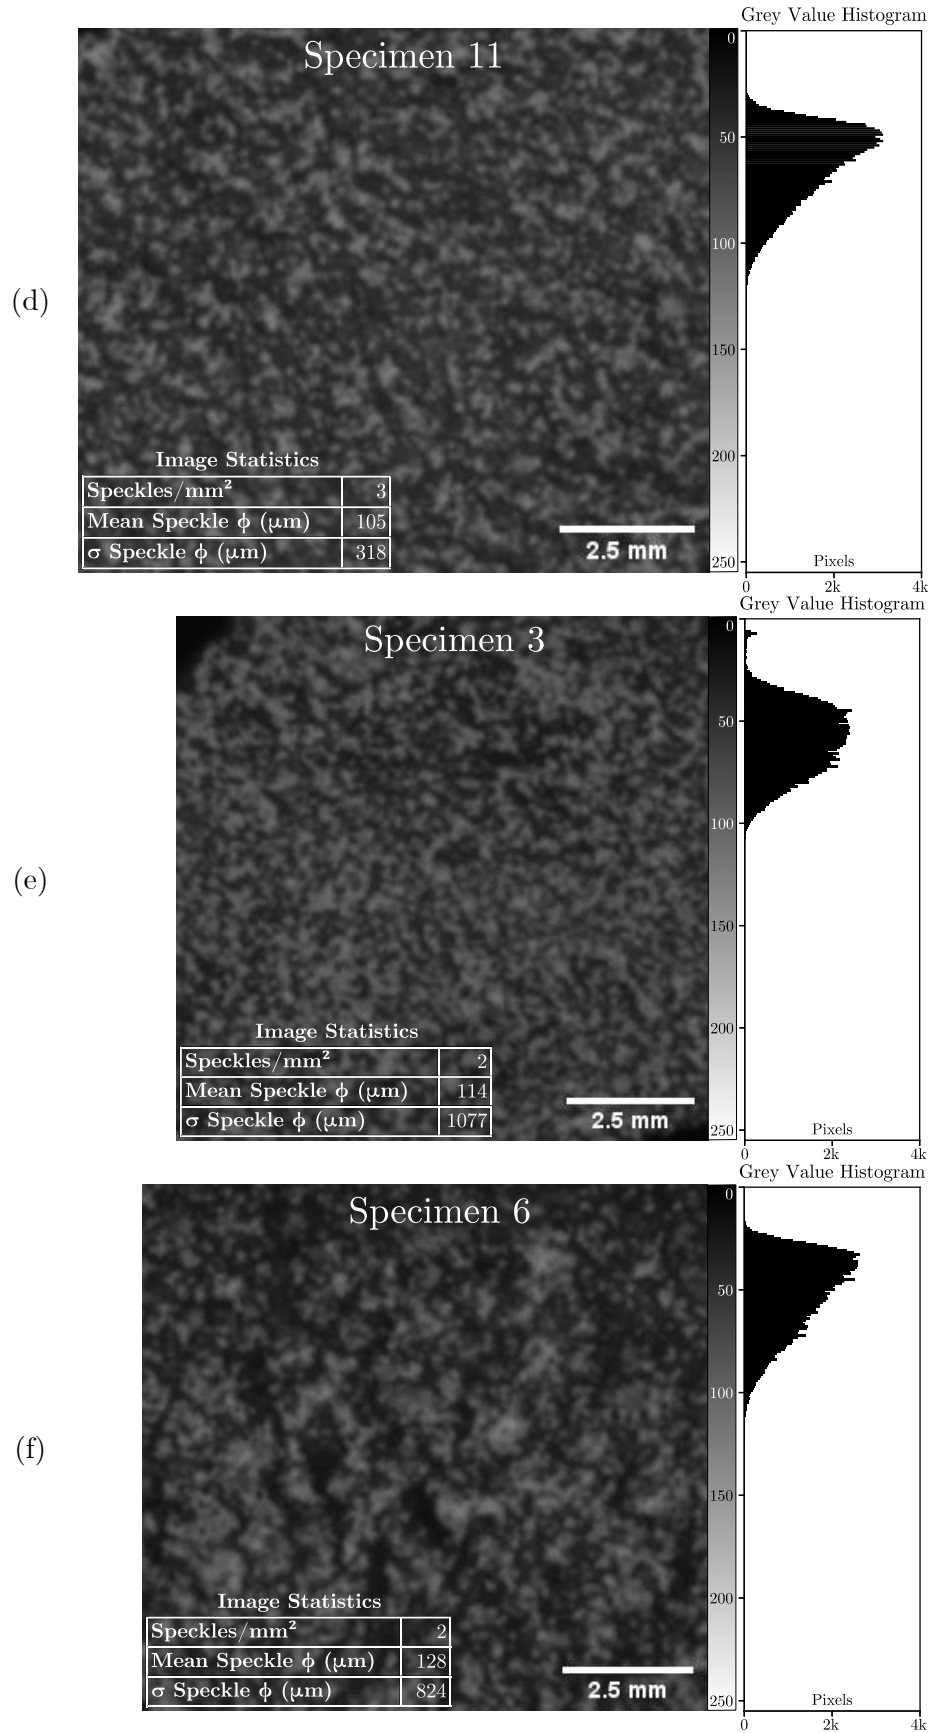 Grey Value Histogram
Specimen 11
0
50
100
150
200
250
(d)
Image Statistics
Speckles/mm² 3
Mean Speckle ϕ (μm) 105
σ Speckle ϕ (μm) 318
2.5 mm
Pixels
0 2k 4k
Grey Value Histogram
Specimen 3
0
50
100
150
200
250
(e)
Image Statistics
Speckles/mm² 2
Mean Speckle ϕ (μm) 114
σ Speckle ϕ (μm) 1077
2.5 mm
Pixels
0 2k 4k
Grey Value Histogram
Specimen 6
0
50
100
150
200
250
(f)
Image Statistics
Speckles/mm² 2
Mean Speckle ϕ (μm) 128
σ Speckle ϕ (μm) 824
2.5 mm
Pixels
0 2k 4k